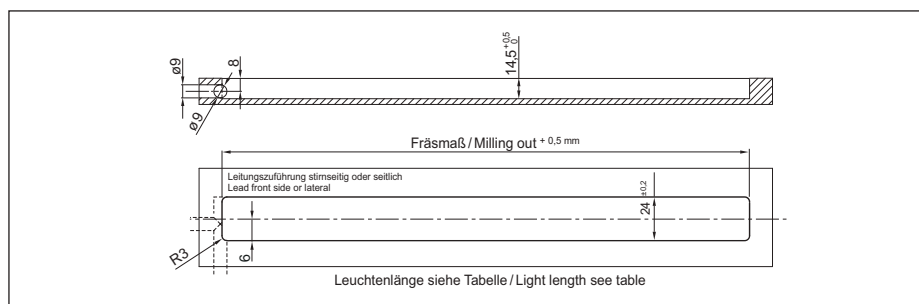 ø9
8
14,5 +0,5 0
ø9
Fräsmaß / Milling out + 0,5 mm
Leitungszuführung stirnseitig oder seitlich
Lead front side or lateral
24 ±0,2
6
R3
Leuchtenlänge siehe Tabelle / Light length see table